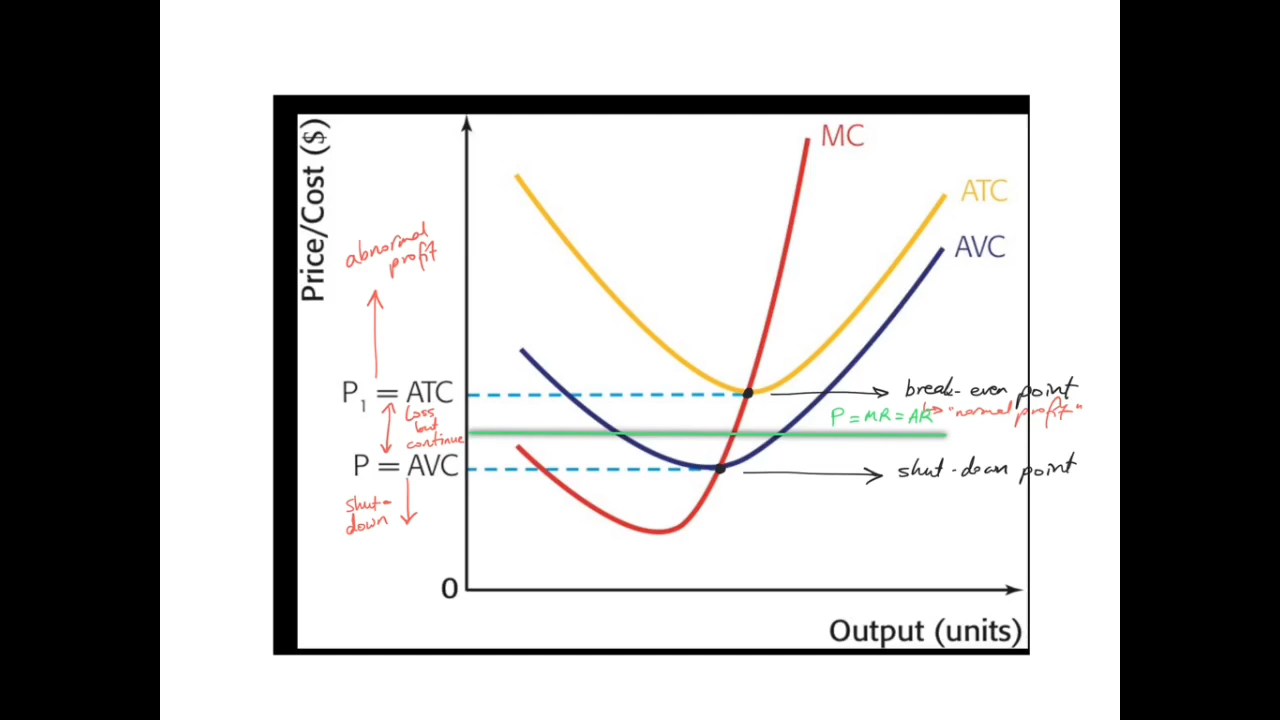 Price/Cost ($)
MC
ATC
AVC
abnormal
profit
P₁ = ATC
break-even point
↳ "normal profit"
P = MR = AR
Loss
but
continue
P = AVC
shut-down point
shut-
down
0
Output (units)